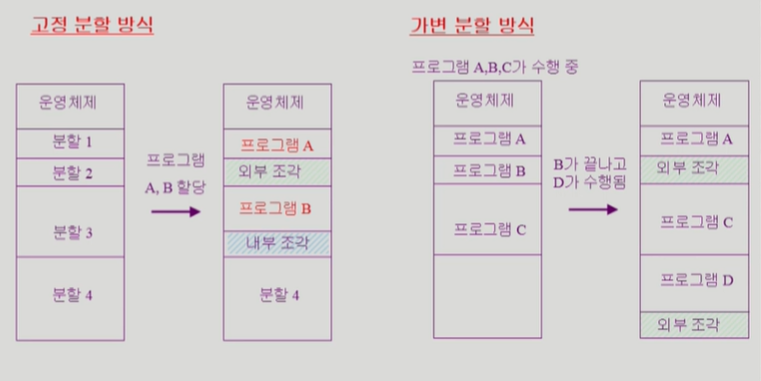 고정 분할 방식
운영체제
분할 1
분할 2
분할 3
분할 4
프로그램
A, B 할당
운영체제
프로그램 A
외부 조각
프로그램 B
내부 조각
분할 4
가변 분할 방식
프로그램 A,B,C가 수행 중
운영체제
프로그램 A
프로그램 B
프로그램 C
B가 끝나고
D가 수행됨
운영체제
프로그램 A
외부 조각
프로그램 C
프로그램 D
외부 조각